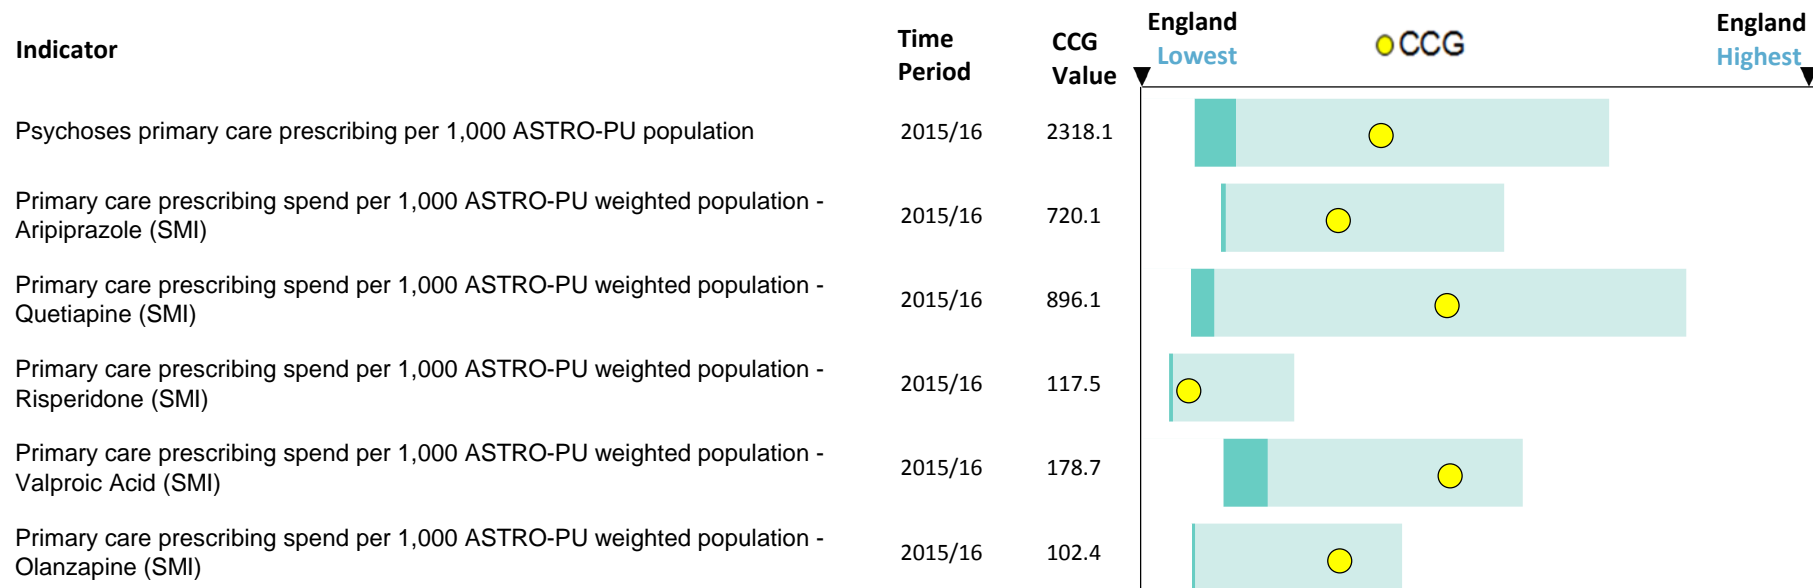 Indicator
Time Period
CCG Value
England Lowest
CCG
England Highest
Psychoses primary care prescribing per 1,000 ASTRO-PU population
2015/16
2318.1
Primary care prescribing spend per 1,000 ASTRO-PU weighted population -
Aripiprazole (SMI)
2015/16
720.1
Primary care prescribing spend per 1,000 ASTRO-PU weighted population -
Quetiapine (SMI)
2015/16
896.1
Primary care prescribing spend per 1,000 ASTRO-PU weighted population -
Risperidone (SMI)
2015/16
117.5
Primary care prescribing spend per 1,000 ASTRO-PU weighted population -
Valproic Acid (SMI)
2015/16
178.7
Primary care prescribing spend per 1,000 ASTRO-PU weighted population -
Olanzapine (SMI)
2015/16
102.4